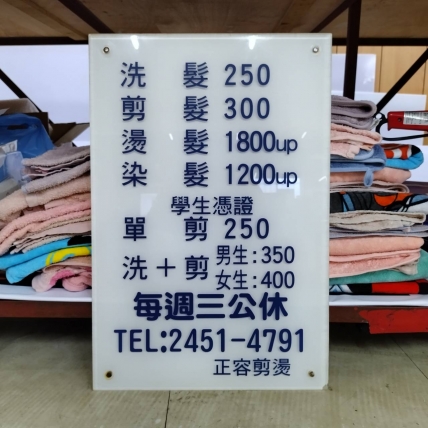 洗 髮 250
剪 髮 300
燙 髮 1800up
染 髮 1200up
學生憑證
單 剪 250
洗+剪 男生:350
女生:400
每週三公休
TEL:2451-4791
正容剪燙